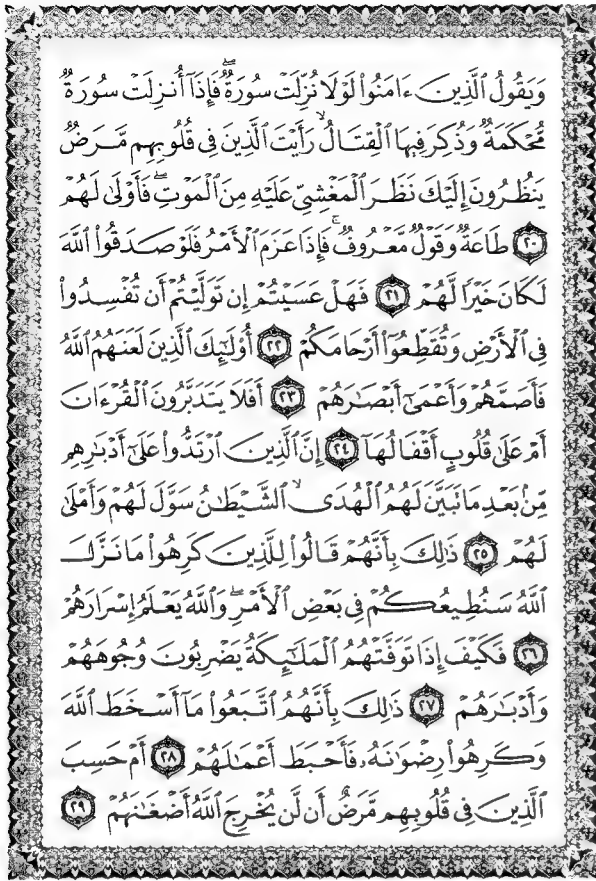 وَيَقُولُ ٱلَّذِينَ ءَامَنُوا۟ لَوْلَا نُزِّلَتْ سُورَةٌ ۖ فَإِذَآ أُنزِلَتْ سُورَةٌ
مُّحْكَمَةٌ وَذُكِرَ فِيهَا ٱلْقِتَالُ ۙ رَأَيْتَ ٱلَّذِينَ فِى قُلُوبِهِم مَّرَضٌ
يَنظُرُونَ إِلَيْكَ نَظَرَ ٱلْمَغْشِىِّ عَلَيْهِ مِنَ ٱلْمَوْتِ ۖ فَأَوْلَىٰ لَهُمْ
﴿٢٠﴾ طَاعَةٌ وَقَوْلٌ مَّعْرُوفٌ ۚ فَإِذَا عَزَمَ ٱلْأَمْرُ فَلَوْ صَدَقُوا۟ ٱللَّهَ
لَكَانَ خَيْرًا لَّهُمْ ﴿٢١﴾ فَهَلْ عَسَيْتُمْ إِن تَوَلَّيْتُمْ أَن تُفْسِدُوا۟
فِى ٱلْأَرْضِ وَتُقَطِّعُوٓا۟ أَرْحَامَكُمْ ﴿٢٢﴾ أُو۟لَٰٓئِكَ ٱلَّذِينَ لَعَنَهُمُ ٱللَّهُ
فَأَصَمَّهُمْ وَأَعْمَىٰٓ أَبْصَٰرَهُمْ ﴿٢٣﴾ أَفَلَا يَتَدَبَّرُونَ ٱلْقُرْءَانَ
أَمْ عَلَىٰ قُلُوبٍ أَقْفَالُهَآ ﴿٢٤﴾ إِنَّ ٱلَّذِينَ ٱرْتَدُّوا۟ عَلَىٰٓ أَدْبَٰرِهِم
مِّنۢ بَعْدِ مَا تَبَيَّنَ لَهُمُ ٱلْهُدَى ۙ ٱلشَّيْطَٰنُ سَوَّلَ لَهُمْ وَأَمْلَىٰ
لَهُمْ ﴿٢٥﴾ ذَٰلِكَ بِأَنَّهُمْ قَالُوا۟ لِلَّذِينَ كَرِهُوا۟ مَا نَزَّلَ
ٱللَّهُ سَنُطِيعُكُمْ فِى بَعْضِ ٱلْأَمْرِ ۖ وَٱللَّهُ يَعْلَمُ إِسْرَارَهُمْ
﴿٢٦﴾ فَكَيْفَ إِذَا تَوَفَّتْهُمُ ٱلْمَلَٰٓئِكَةُ يَضْرِبُونَ وُجُوهَهُمْ
وَأَدْبَٰرَهُمْ ﴿٢٧﴾ ذَٰلِكَ بِأَنَّهُمُ ٱتَّبَعُوا۟ مَآ أَسْخَطَ ٱللَّهَ
وَكَرِهُوا۟ رِضْوَٰنَهُۥ فَأَحْبَطَ أَعْمَٰلَهُمْ ﴿٢٨﴾ أَمْ حَسِبَ
ٱلَّذِينَ فِى قُلُوبِهِم مَّرَضٌ أَن لَّن يُخْرِجَ ٱللَّهُ أَضْغَٰنَهُمْ ﴿٢٩﴾